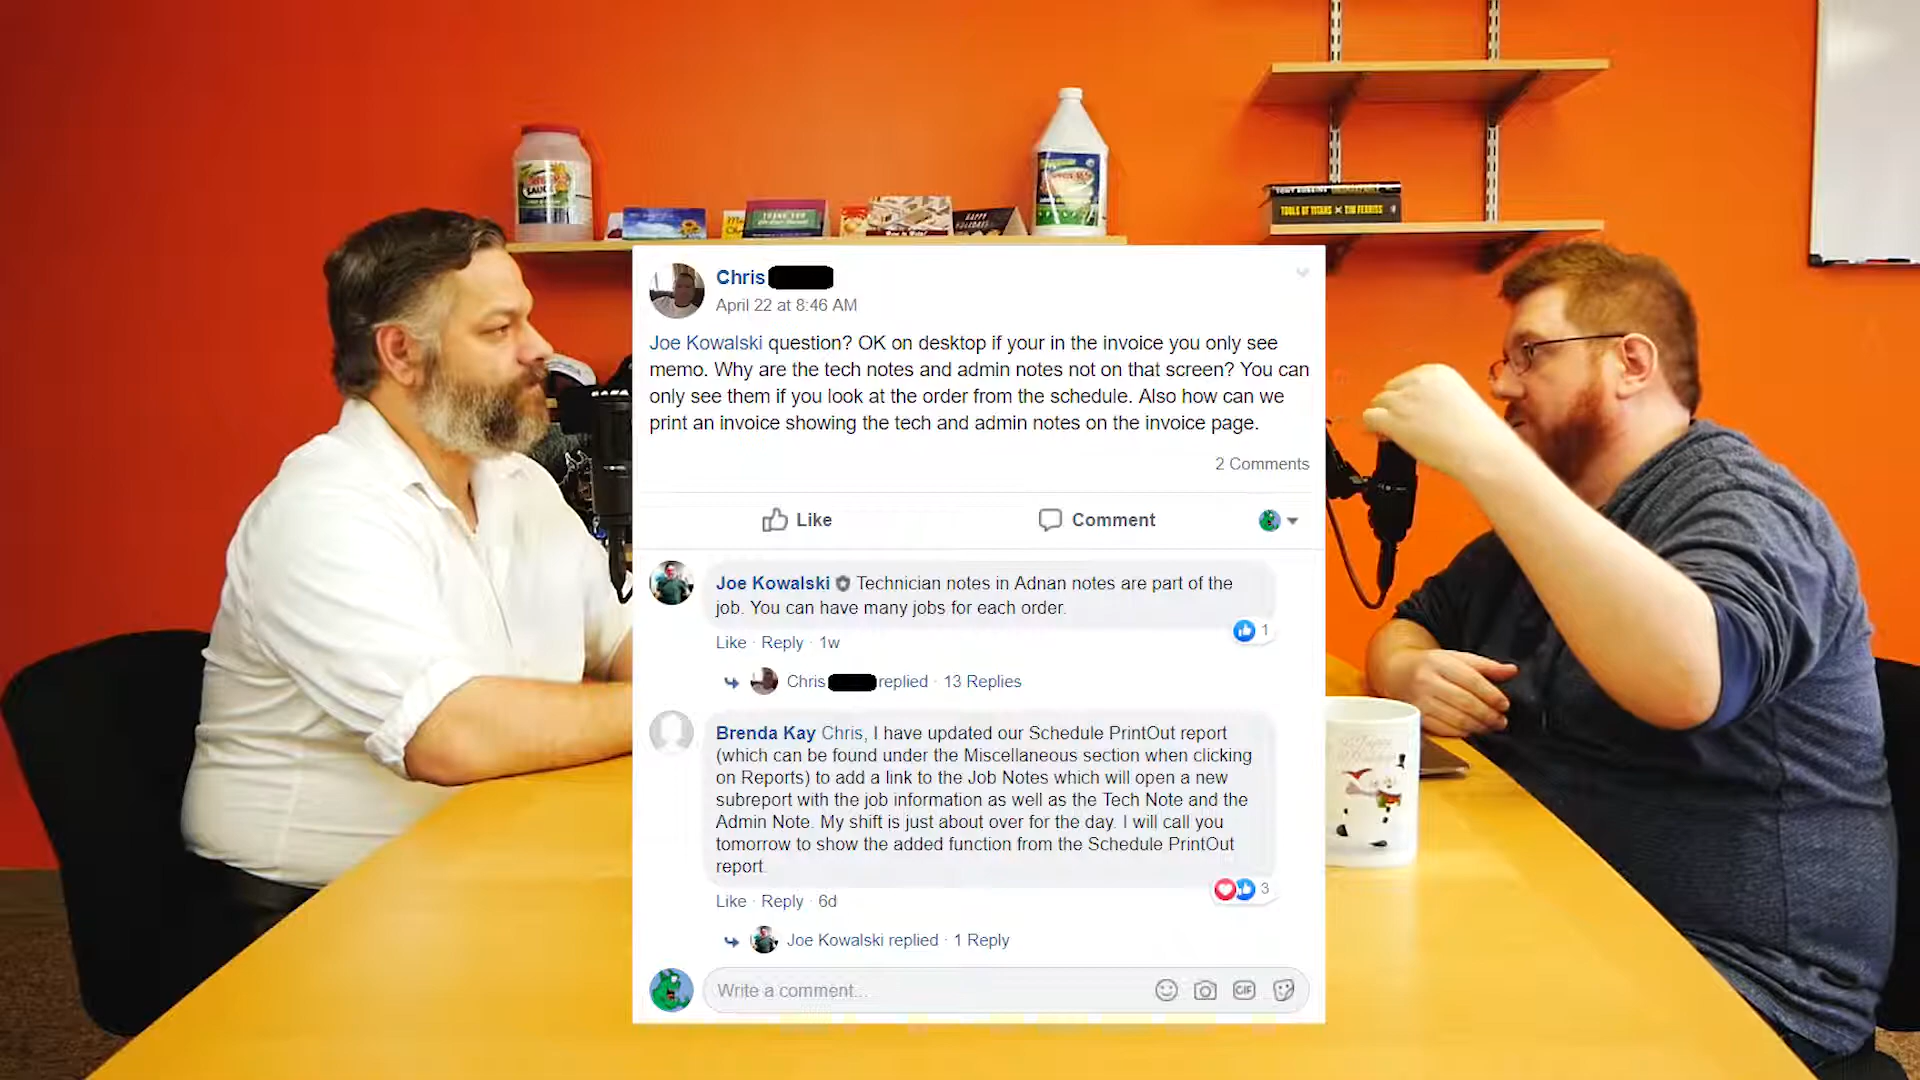 SAUCE
THANK YOU
HAPPY
HOLIDAYS
TONY ROBBINS
TOOLS OF TITANS × TIM FERRISS
Chris
April 22 at 8:46 AM
Joe Kowalski question? OK on desktop if your in the invoice you only see
memo. Why are the tech notes and admin notes not on that screen? You can
only see them if you look at the order from the schedule. Also how can we
print an invoice showing the tech and admin notes on the invoice page.
2 Comments
Like
Comment
Joe Kowalski Technician notes in Adnan notes are part of the
job. You can have many jobs for each order.
1
Like · Reply · 1w
Chris replied · 13 Replies
Brenda Kay Chris, I have updated our Schedule PrintOut report
(which can be found under the Miscellaneous section when clicking
on Reports) to add a link to the Job Notes which will open a new
subreport with the job information as well as the Tech Note and the
Admin Note. My shift is just about over for the day. I will call you
tomorrow to show the added function from the Schedule PrintOut
report.
3
Like · Reply · 6d
Joe Kowalski replied · 1 Reply
Write a comment...
GIF